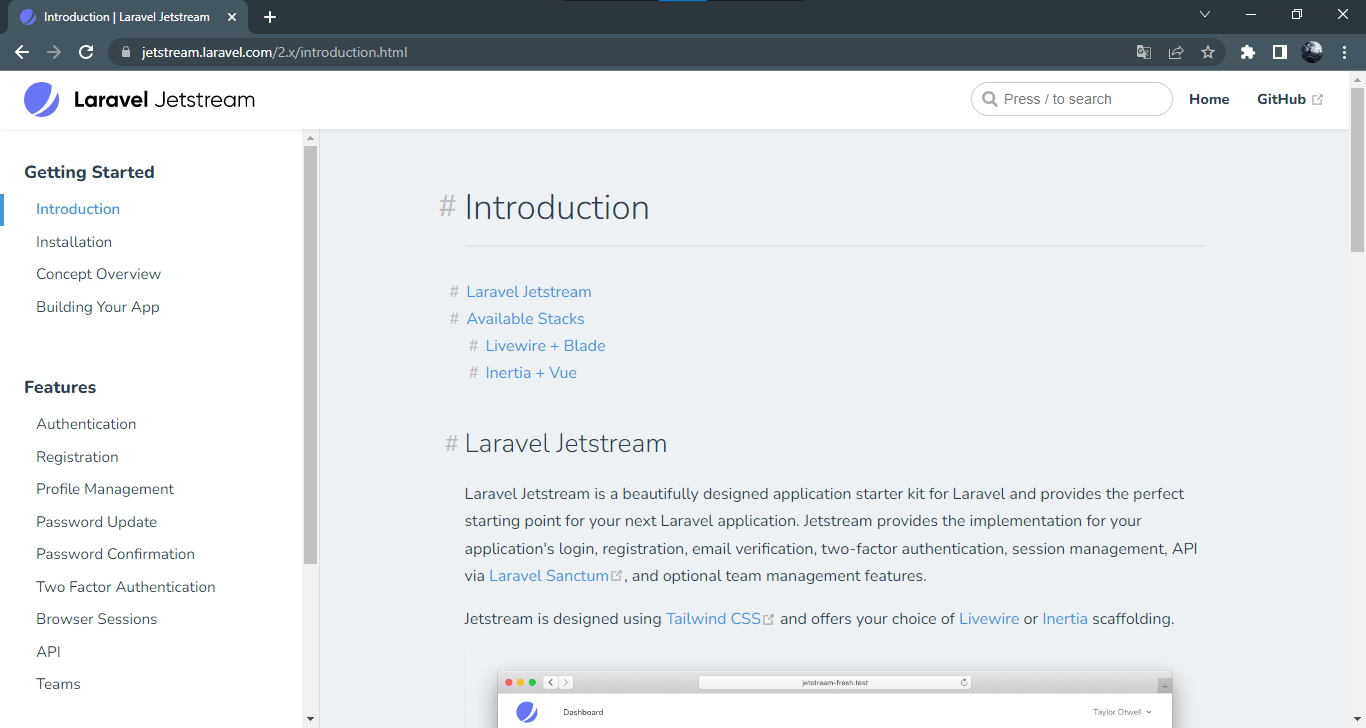 Introduction | Laravel Jetstream
jetstream.laravel.com/2.x/introduction.html
Laravel Jetstream
Press / to search
Home
GitHub
Getting Started
Introduction
Installation
Concept Overview
Building Your App
Features
Authentication
Registration
Profile Management
Password Update
Password Confirmation
Two Factor Authentication
Browser Sessions
API
Teams
# Introduction
# Laravel Jetstream
# Available Stacks
# Livewire + Blade
# Inertia + Vue
# Laravel Jetstream
Laravel Jetstream is a beautifully designed application starter kit for Laravel and provides the perfect
starting point for your next Laravel application. Jetstream provides the implementation for your
application's login, registration, email verification, two-factor authentication, session management, API
via Laravel Sanctum, and optional team management features.
Jetstream is designed using Tailwind CSS and offers your choice of Livewire or Inertia scaffolding.
jetstream-fresh.test
Dashboard
Taylor Otwell